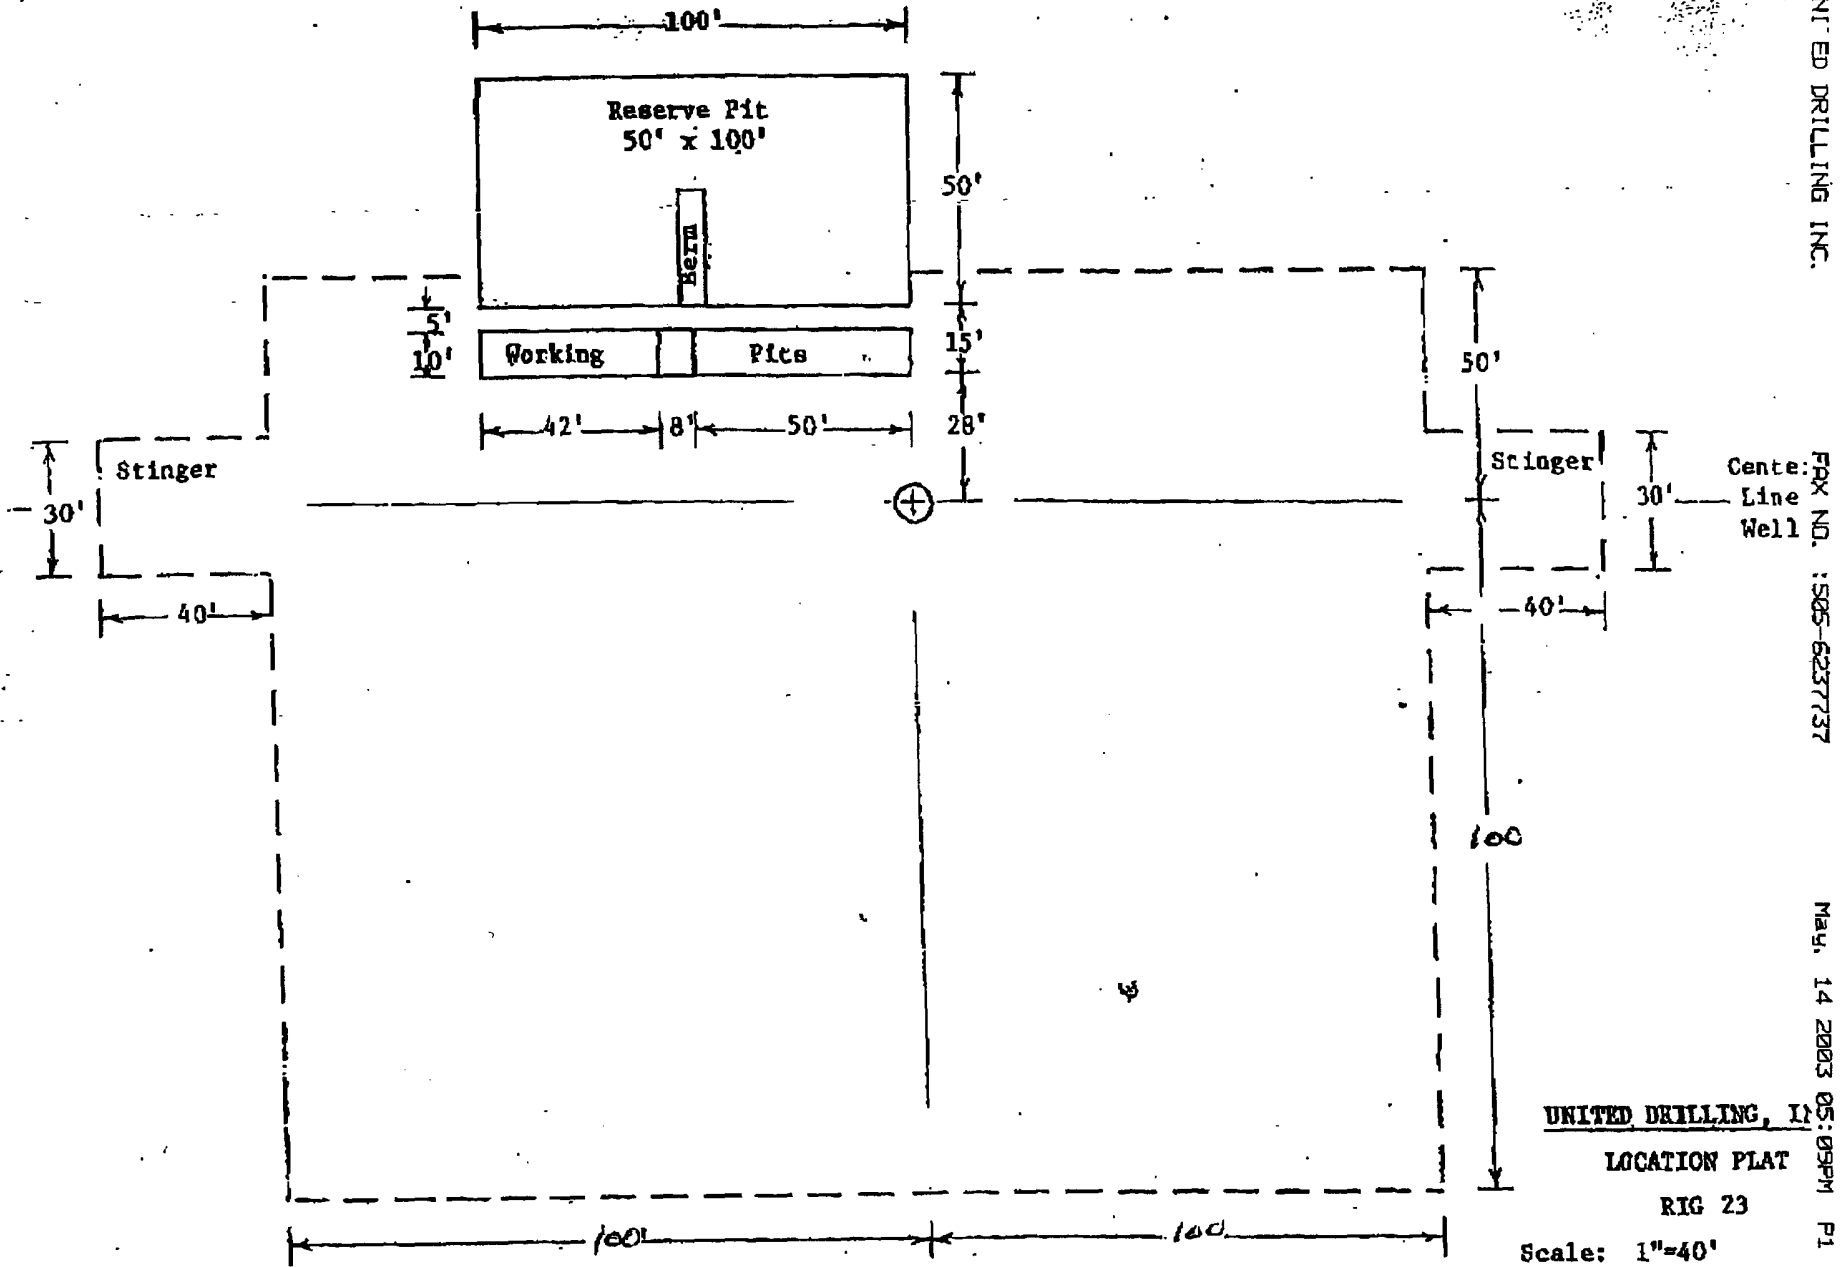 100'
Reserve Pit
50' x 100'
50'
Berm
5'
10'
Working
Pits
15'
50'
42'
8'
50'
28'
Stinger
Stinger
30'
30'
Cente:
Line
Well
40'
40'
100
UNITED DRILLING,
LOCATION PLAT
RIG 23
Scale: 1"=40'
100'
100
ED DRILLING INC.
FAX NO. :505-6237737
May. 14 2003 05:09PM P1